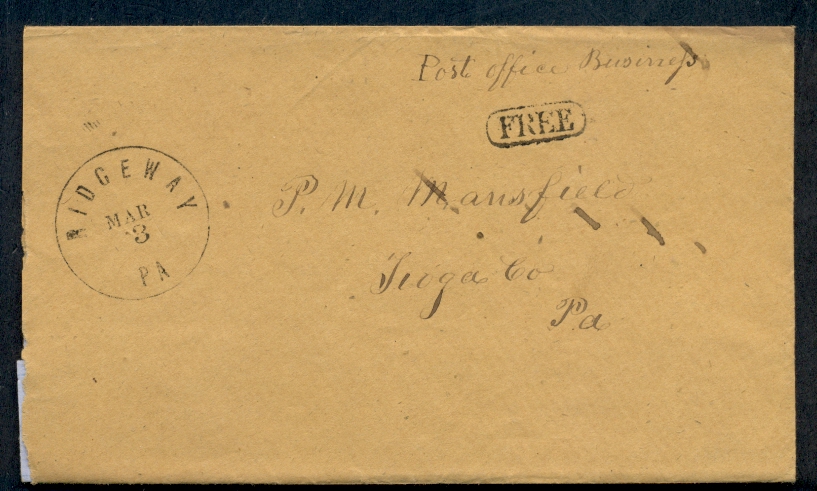 Post office Business
FREE
RIDGEWAY
MAR
3
PA
P. M. Mansfield
Tioga Co
Pa